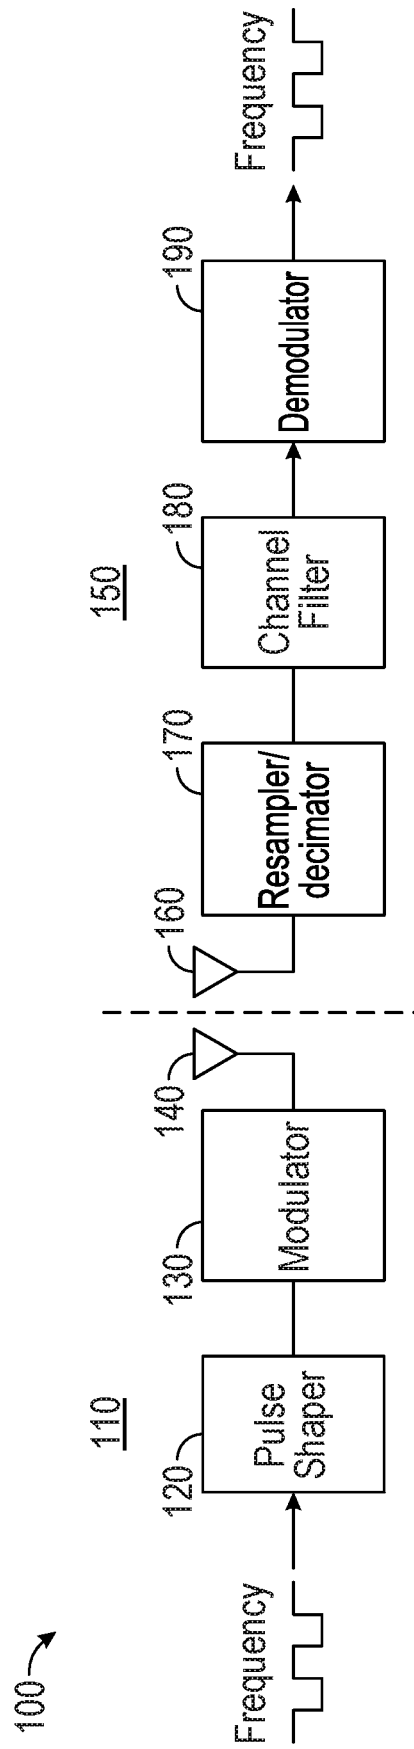 100
110
150
Frequency
120
Pulse
Shaper
130
Modulator
140
160
170
Resampler/
decimator
180
Channel
Filter
190
Demodulator
Frequency